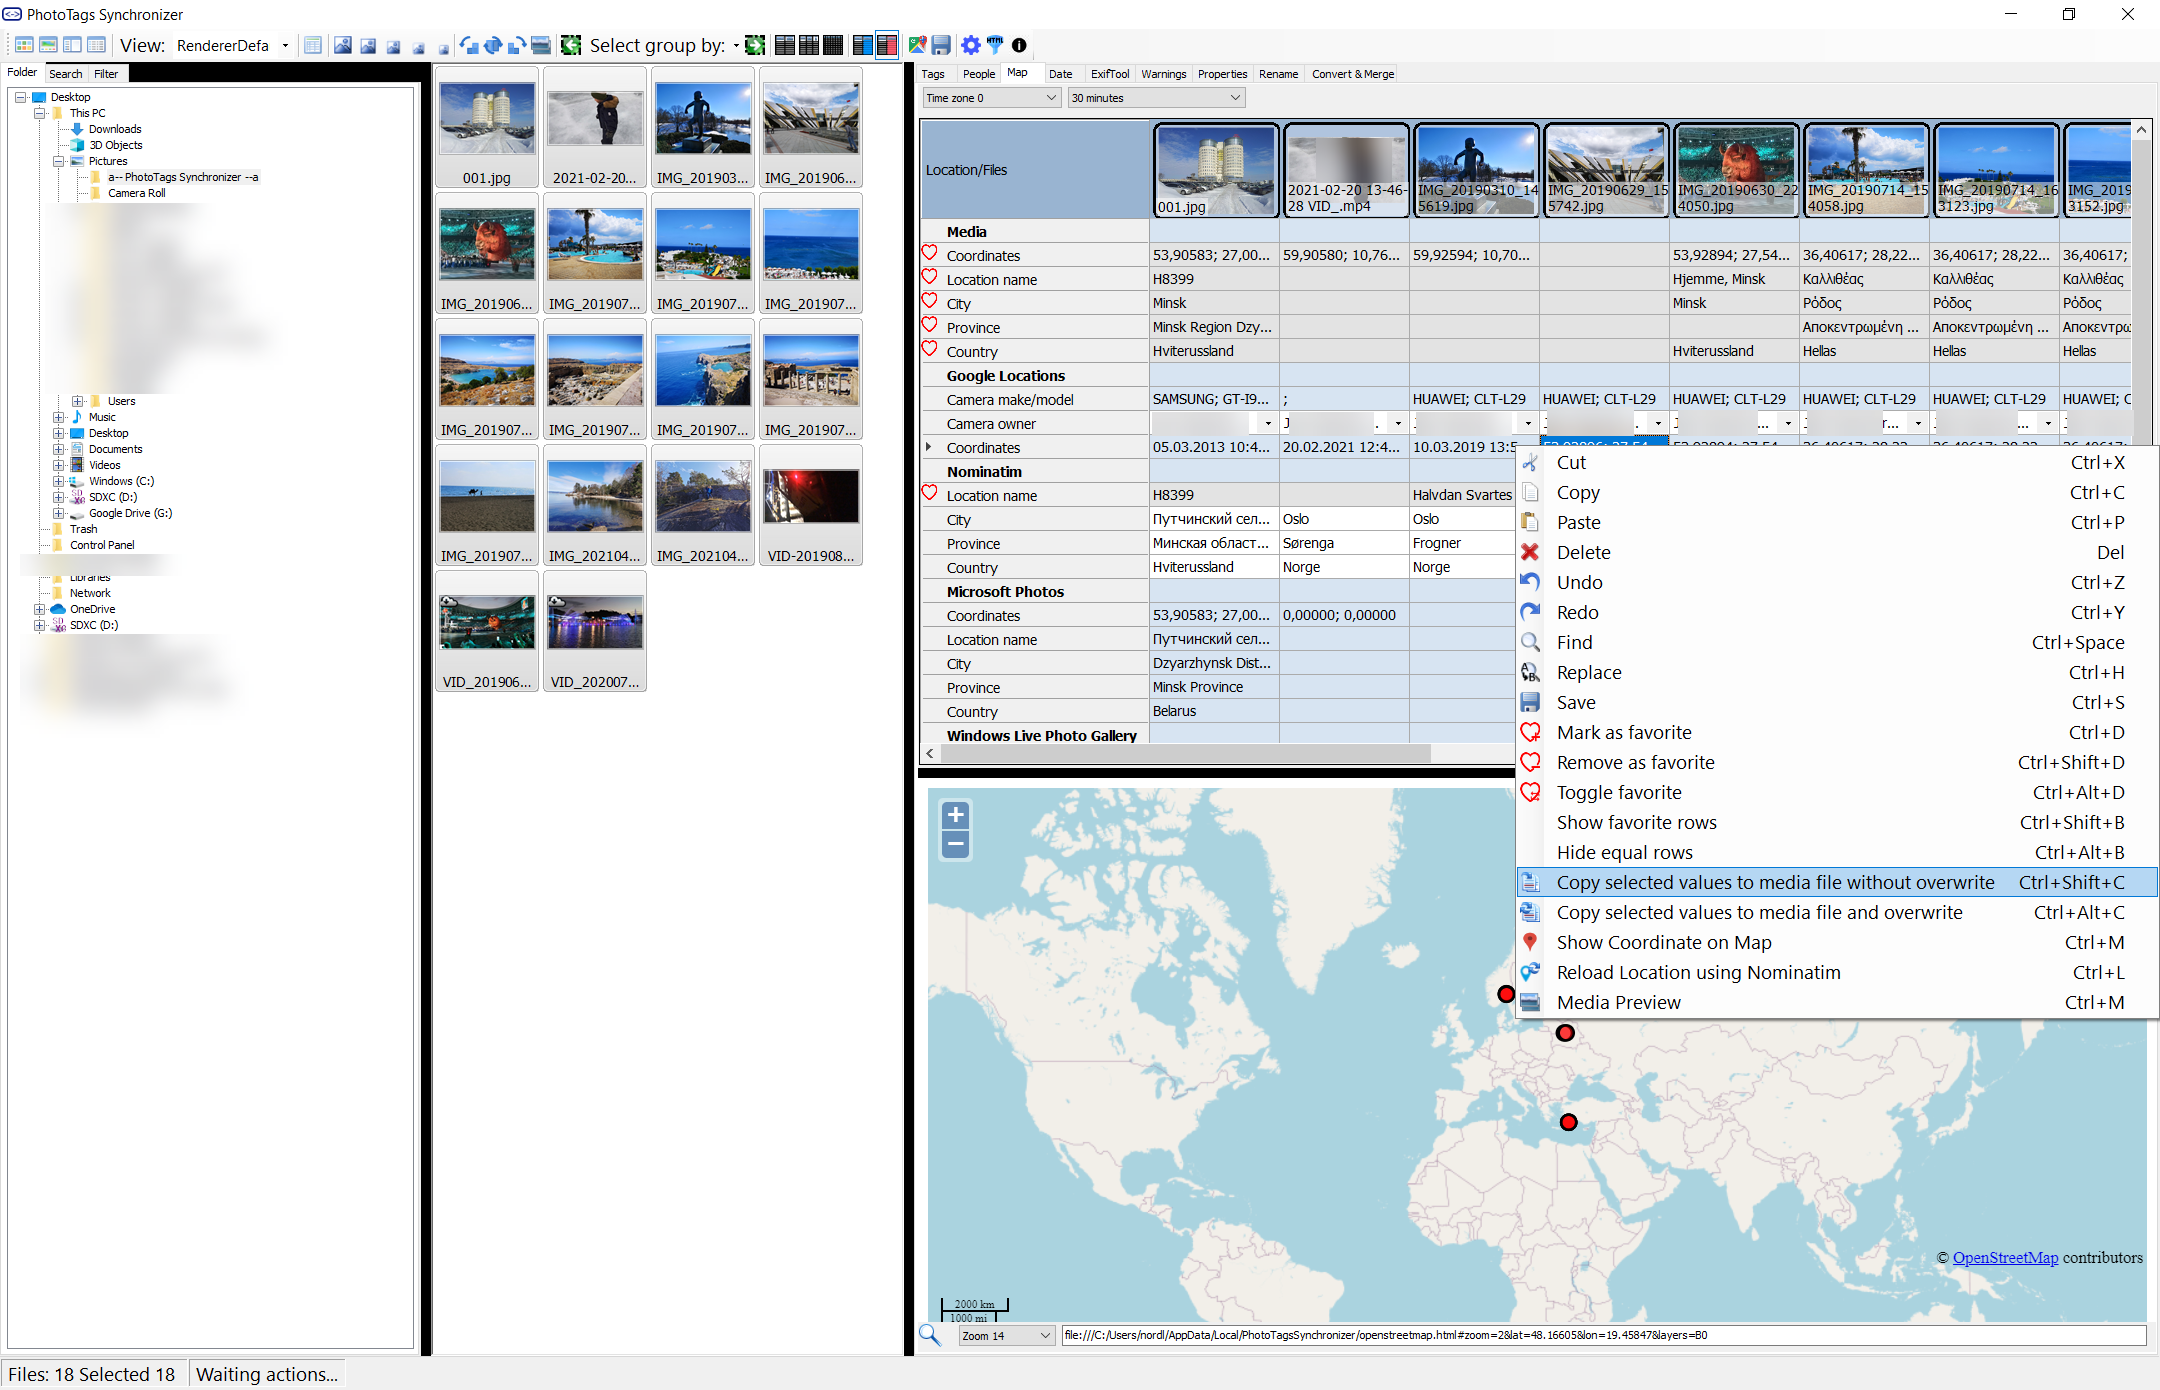 PhotoTags Synchronizer
View: RendererDefa
Select group by:
Folder Search Filter
Desktop
This PC
Downloads
3D Objects
Pictures
a-- PhotoTags Synchronizer --a
Camera Roll
Users
Music
Desktop
Documents
Videos
Windows (C:)
SDXC (D:)
Google Drive (G:)
Trash
Control Panel
Libraries
Network
OneDrive
SDXC (D:)
001.jpg 2021-02-20... IMG_201903... IMG_201906...
IMG_201906... IMG_201907... IMG_201907... IMG_201907...
IMG_201907... IMG_201907... IMG_201907... IMG_201907...
IMG_201907... IMG_202104... IMG_202104... VID-201908...
VID_201906... VID_202007...
Tags People Map Date ExifTool Warnings Properties Rename Convert & Merge
Time zone 0 30 minutes
Location/Files
001.jpg
2021-02-20 13-46-
28 VID_.mp4
IMG_20190310_14
5619.jpg
IMG_20190629_15
5742.jpg
IMG_20190630_22
4050.jpg
IMG_20190714_15
4058.jpg
IMG_20190714_16
3123.jpg
IMG_2019
3152.jpg
Media
Coordinates 53,90583; 27,00... 59,90580; 10,76... 59,92594; 10,70... 53,92894; 27,54... 36,40617; 28,22... 36,40617; 28,22... 36,40617;
Location name H8399 Hjemme, Minsk Καλλιθέας Καλλιθέας Καλλιθέας
City Minsk Minsk Ρόδος Ρόδος Ρόδος
Province Minsk Region Dzy... Αποκεντρωμένη ... Αποκεντρωμένη ... Αποκεντρω
Country Hviterussland Hviterussland Hellas Hellas Hellas
Google Locations
Camera make/model SAMSUNG; GT-I9... ; HUAWEI; CLT-L29 HUAWEI; CLT-L29 HUAWEI; CLT-L29 HUAWEI; CLT-L29 HUAWEI; CLT-L29 HUAWEI; C
Camera owner J
Coordinates 05.03.2013 10:4... 20.02.2021 12:4... 10.03.2019 13:5
Nominatim
Location name H8399 Halvdan Svartes
City Путчинский сел... Oslo Oslo
Province Минская област... Sørenga Frogner
Country Hviterussland Norge Norge
Microsoft Photos
Coordinates 53,90583; 27,00... 0,00000; 0,00000
Location name Путчинский сел...
City Dzyarzhynsk Dist...
Province Minsk Province
Country Belarus
Windows Live Photo Gallery
Cut Ctrl+X
Copy Ctrl+C
Paste Ctrl+P
Delete Del
Undo Ctrl+Z
Redo Ctrl+Y
Find Ctrl+Space
Replace Ctrl+H
Save Ctrl+S
Mark as favorite Ctrl+D
Remove as favorite Ctrl+Shift+D
Toggle favorite Ctrl+Alt+D
Show favorite rows Ctrl+Shift+B
Hide equal rows Ctrl+Alt+B
Copy selected values to media file without overwrite Ctrl+Shift+C
Copy selected values to media file and overwrite Ctrl+Alt+C
Show Coordinate on Map Ctrl+M
Reload Location using Nominatim Ctrl+L
Media Preview Ctrl+M
+
−
© OpenStreetMap contributors
2000 km
1000 mi
Zoom 14 file:///C:/Users/nordl/AppData/Local/PhotoTagsSynchronizer/openstreetmap.html#zoom=2&lat=48.16605&lon=19.45847&layers=B0
Files: 18 Selected 18 Waiting actions...